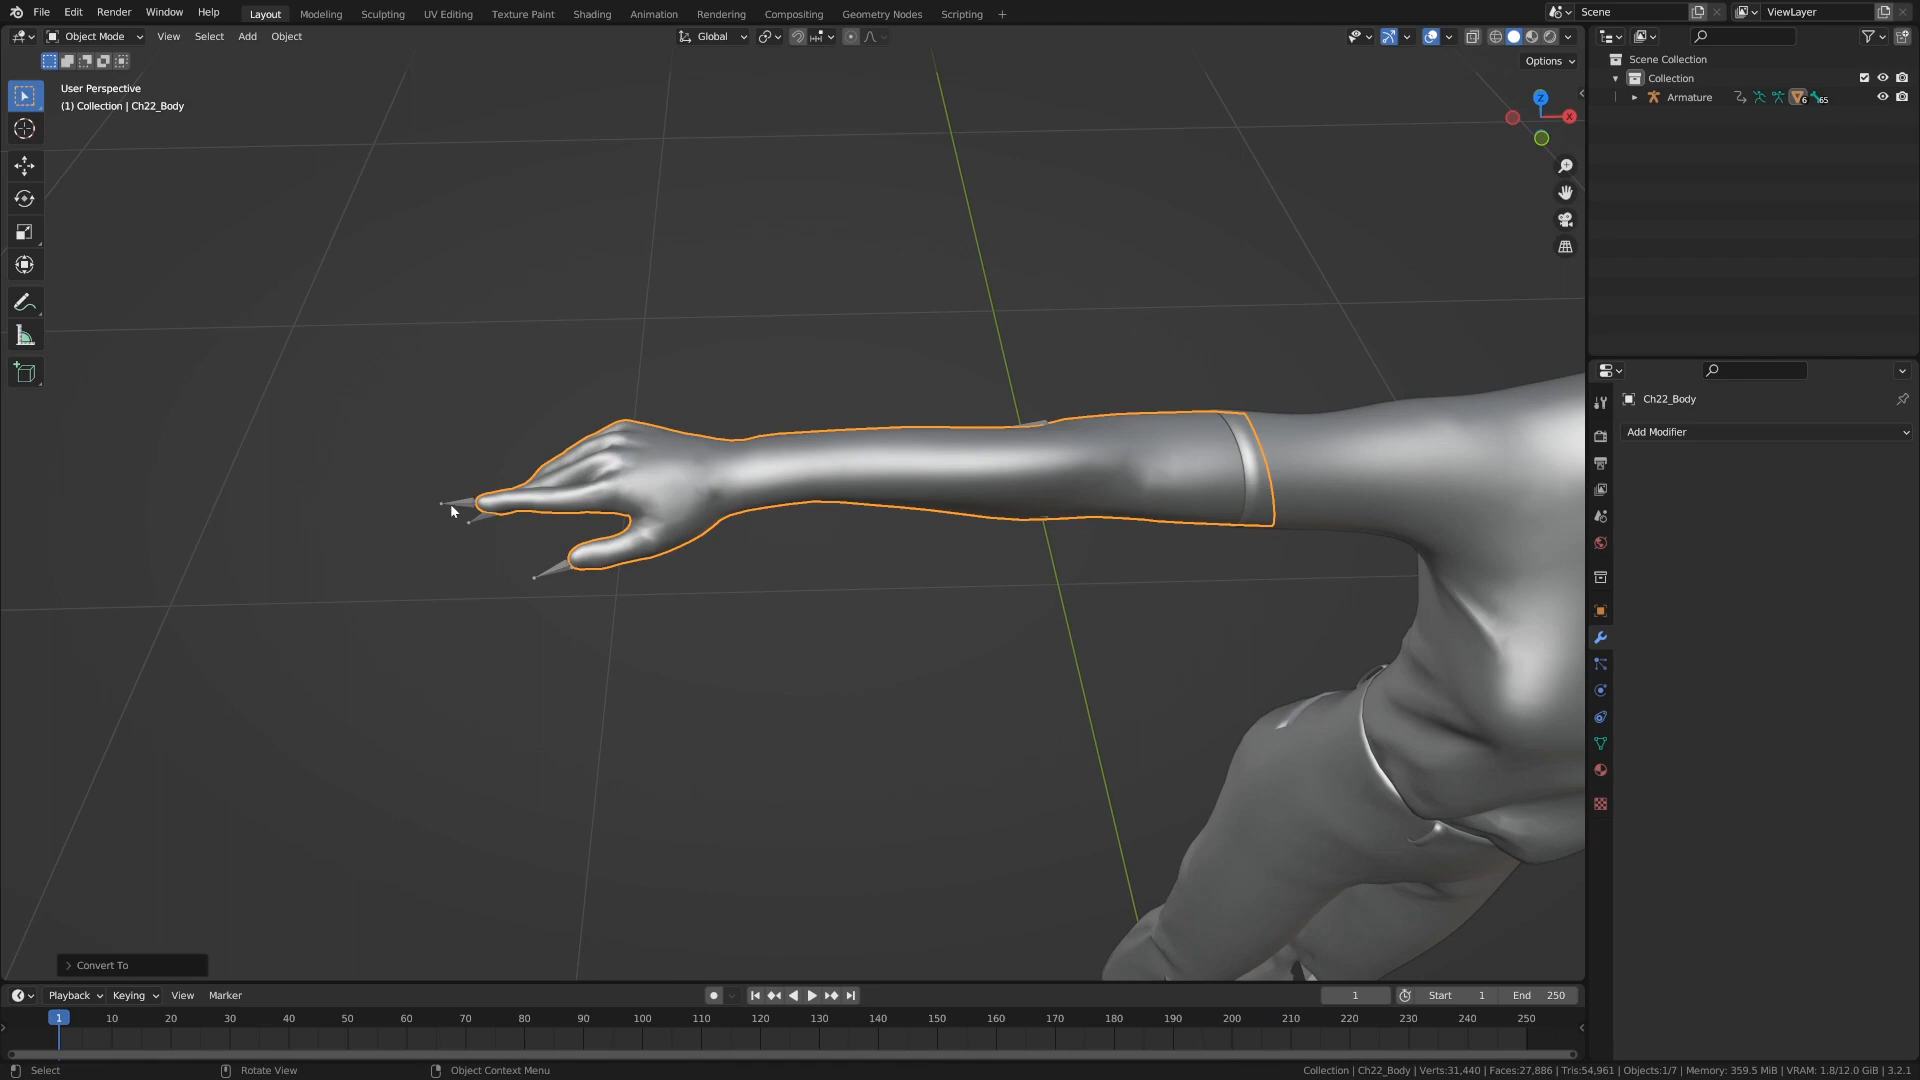 File Edit Render Window Help Layout Modeling Sculpting UV Editing Texture Paint Shading Animation Rendering Compositing Geometry Nodes Scripting + Scene ViewLayer
Object Mode View Select Add Object Global
Options
User Perspective
(1) Collection | Ch22_Body
Z
X
Scene Collection
Collection
Armature 6 65
Ch22_Body
Add Modifier
Convert To
Playback Keying View Marker 1 Start 1 End 250
1 10 20 30 40 50 60 70 80 90 100 110 120 130 140 150 160 170 180 190 200 210 220 230 240 250
Select Rotate View Object Context Menu Collection | Ch22_Body | Verts:31,440 | Faces:27,886 | Tris:54,961 | Objects:1/7 | Memory: 359.5 MiB | VRAM: 1.8/12.0 GiB | 3.2.1